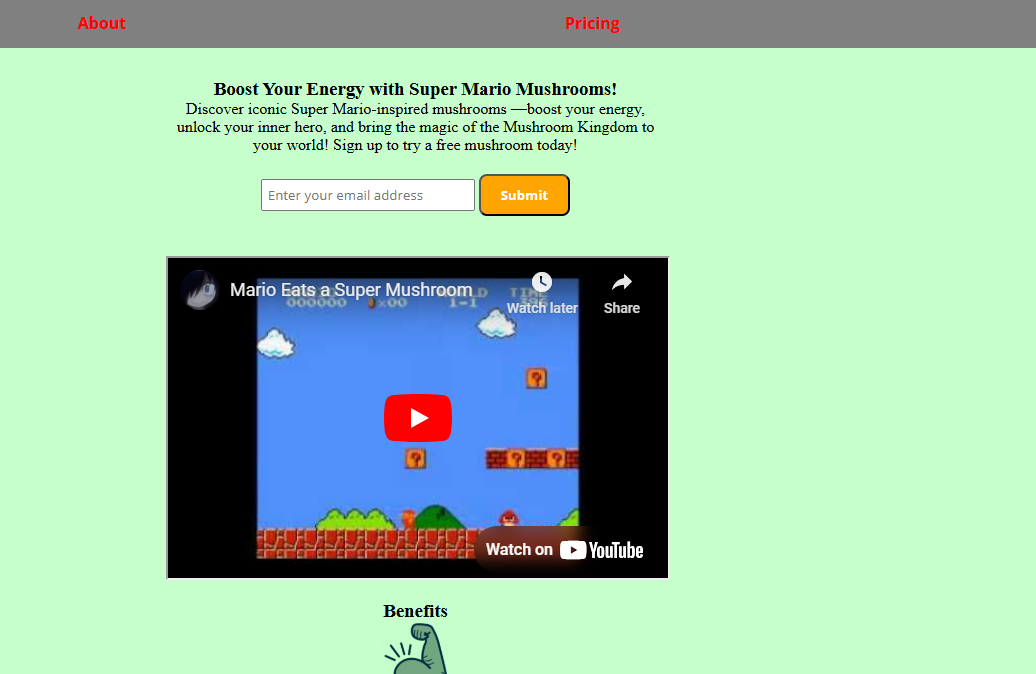 About Pricing
Boost Your Energy with Super Mario Mushrooms!
Discover iconic Super Mario-inspired mushrooms —boost your energy,
unlock your inner hero, and bring the magic of the Mushroom Kingdom to
your world! Sign up to try a free mushroom today!
Enter your email address Submit
Mario Eats a Super Mushroom
000000 x00 1-1 TIME
Watch later Share
Watch on YouTube
Benefits